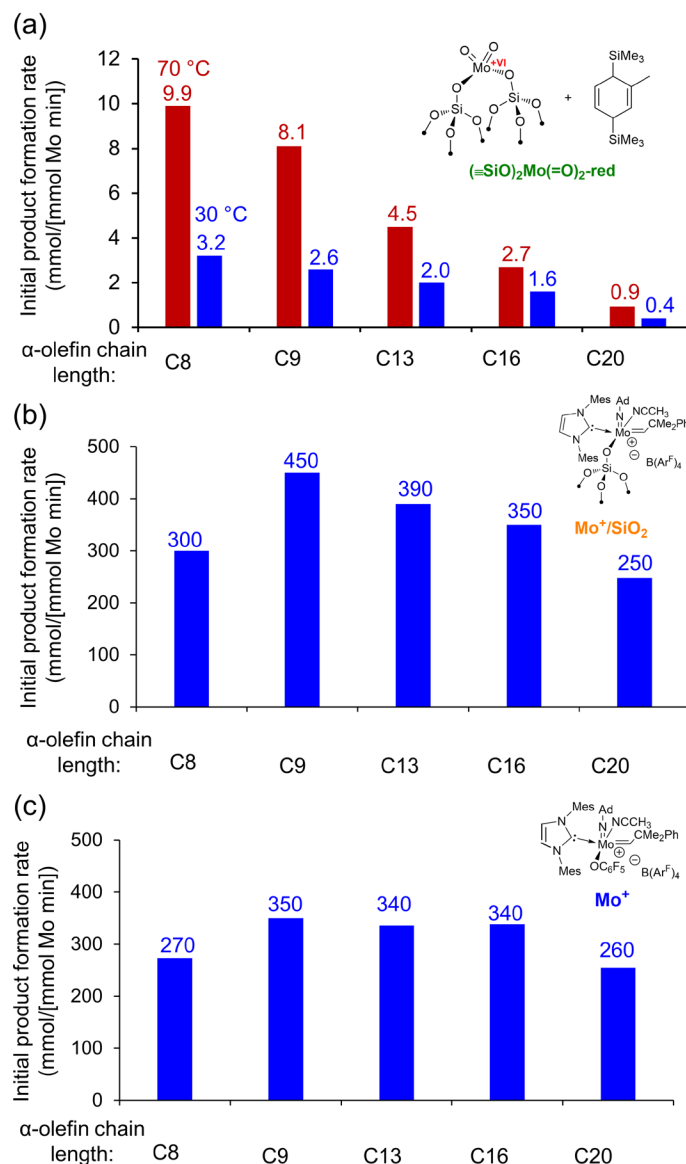 (a)
Initial product formation rate
(mmol/[mmol Mo min])
12
10
8
6
4
2
0
70 °C
9.9
30 °C
3.2
8.1
2.6
4.5
2.0
2.7
1.6
0.9
0.4
α-olefin chain
length:
C8
C9
C13
C16
C20
O
O
Mo
+VI
O
O
Si
Si
O
O
O
O
O
O
+
SiMe3
SiMe3
(≡SiO)2Mo(=O)2-red
(b)
Initial product formation rate
(mmol/[mmol Mo min])
500
400
300
200
100
0
300
450
390
350
250
α-olefin chain
length:
C8
C9
C13
C16
C20
Mes
Ad
N
N
NCCH3
CMe2Ph
N
:
Mo
+
Mes
O
−
B(ArF)4
Si
O
O
O
Mo+/SiO2
(c)
Initial product formation rate
(mmol/[mmol Mo min])
500
400
300
200
100
0
270
350
340
340
260
α-olefin chain
length:
C8
C9
C13
C16
C20
Mes
Ad
N
N
NCCH3
CMe2Ph
N
:
Mo
+
Mes
OC6F5
−
B(ArF)4
Mo+